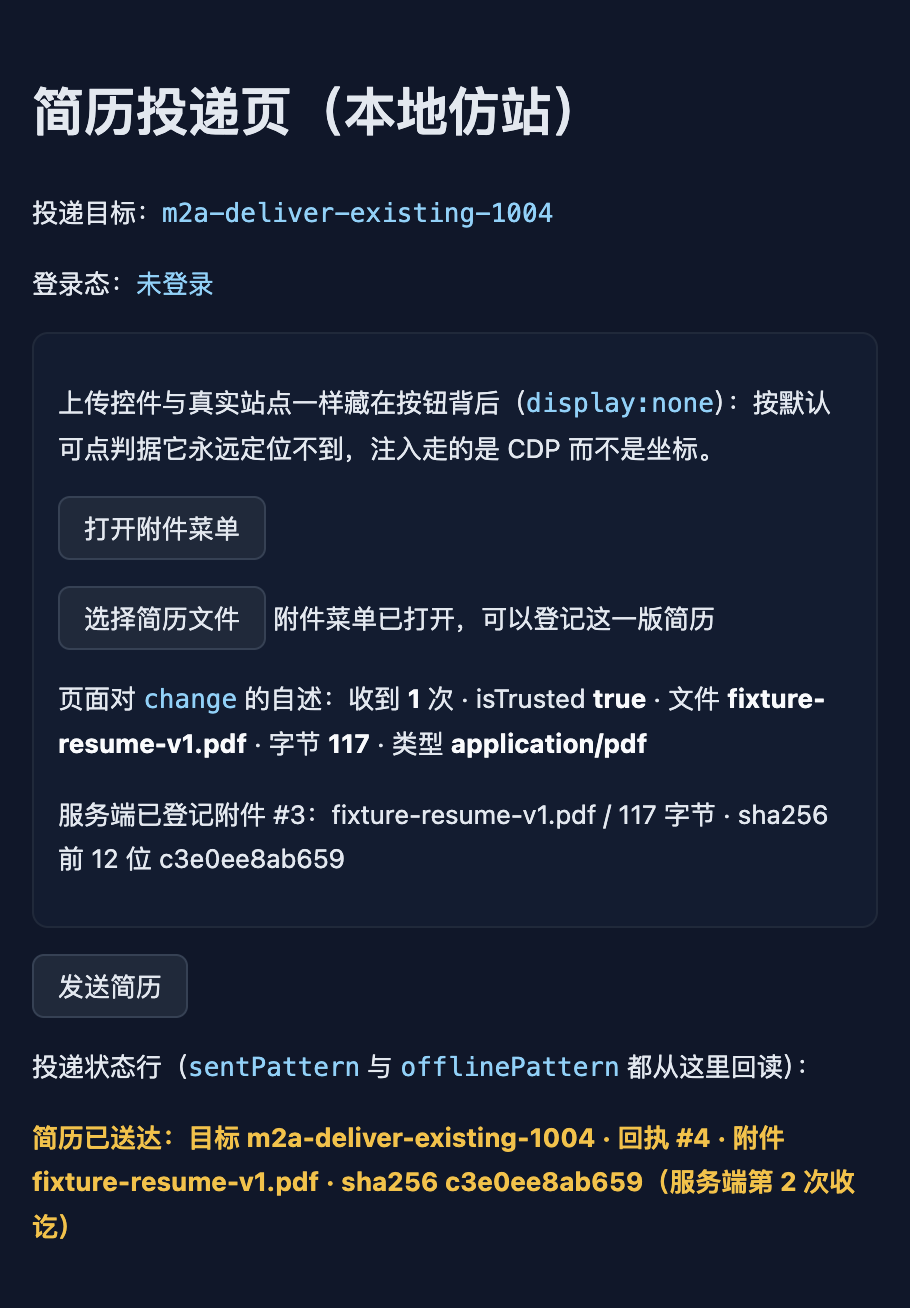 简历投递页（本地仿站）
投递目标：m2a-deliver-existing-1004
登录态：未登录
上传控件与真实站点一样藏在按钮背后（display:none）：按默认
可点判据它永远定位不到，注入走的是 CDP 而不是坐标。
打开附件菜单
选择简历文件 附件菜单已打开，可以登记这一版简历
页面对 change 的自述：收到 1 次 · isTrusted true · 文件 fixture-
resume-v1.pdf · 字节 117 · 类型 application/pdf
服务端已登记附件 #3：fixture-resume-v1.pdf / 117 字节 · sha256
前 12 位 c3e0ee8ab659
发送简历
投递状态行（sentPattern 与 offlinePattern 都从这里回读）：
简历已送达：目标 m2a-deliver-existing-1004 · 回执 #4 · 附件
fixture-resume-v1.pdf · sha256 c3e0ee8ab659（服务端第 2 次收
讫）